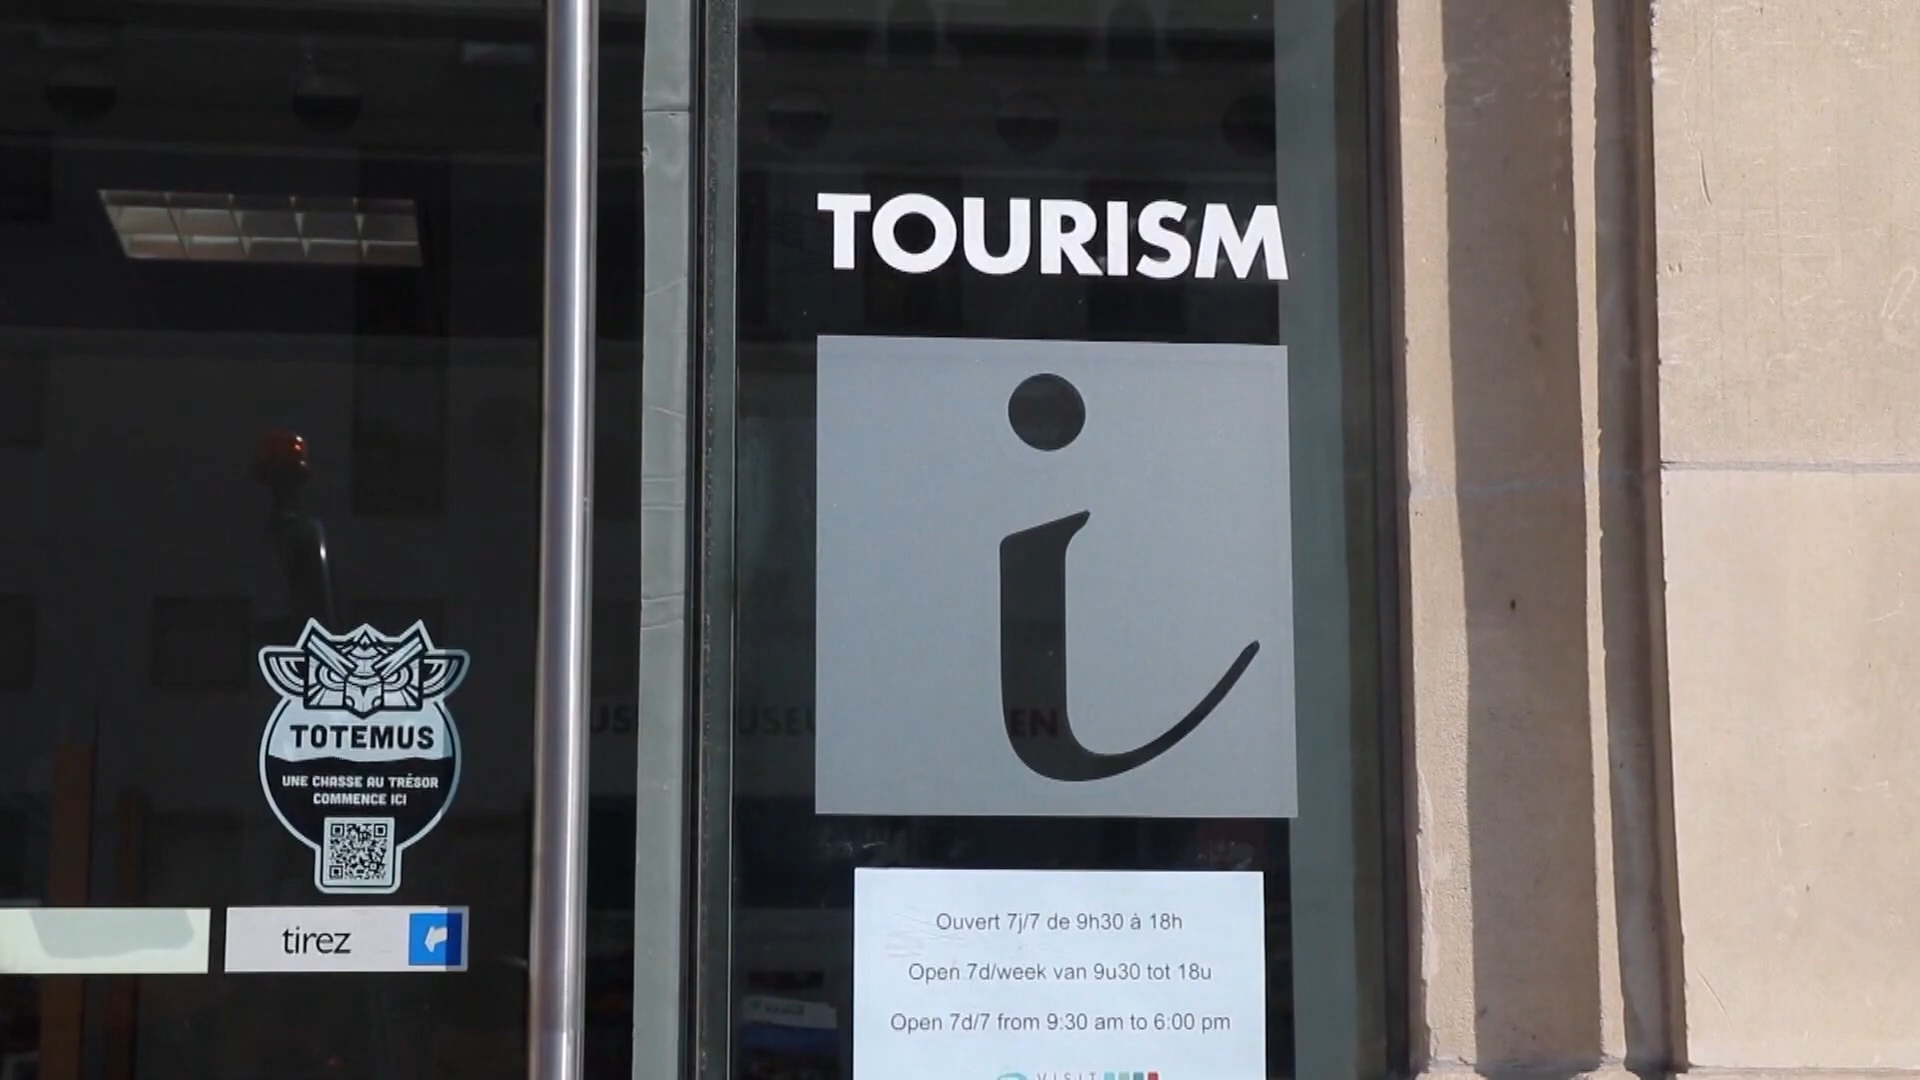 TOURISM
i
TOTEMUS
UNE CHASSE AU TRÉSOR
COMMENCE ICI
tirez
Ouvert 7j/7 de 9h30 à 18h
Open 7d/week van 9u30 tot 18u
Open 7d/7 from 9:30 am to 6:00 pm
VISIT